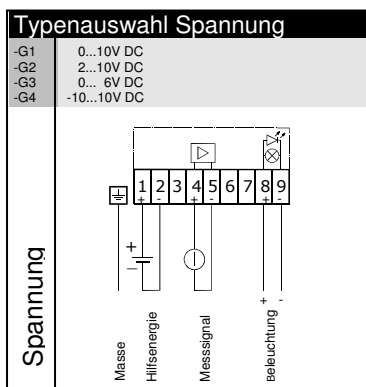 Typenauswahl Spannung
-G1 0...10V DC
-G2 2...10V DC
-G3 0... 6V DC
-G4 -10...10V DC
1 2 3 4 5 6 7 8 9
+ - + - + -
+
–
+ -
Spannung
Masse
Hilfsenergie
Messsignal
Beleuchtung